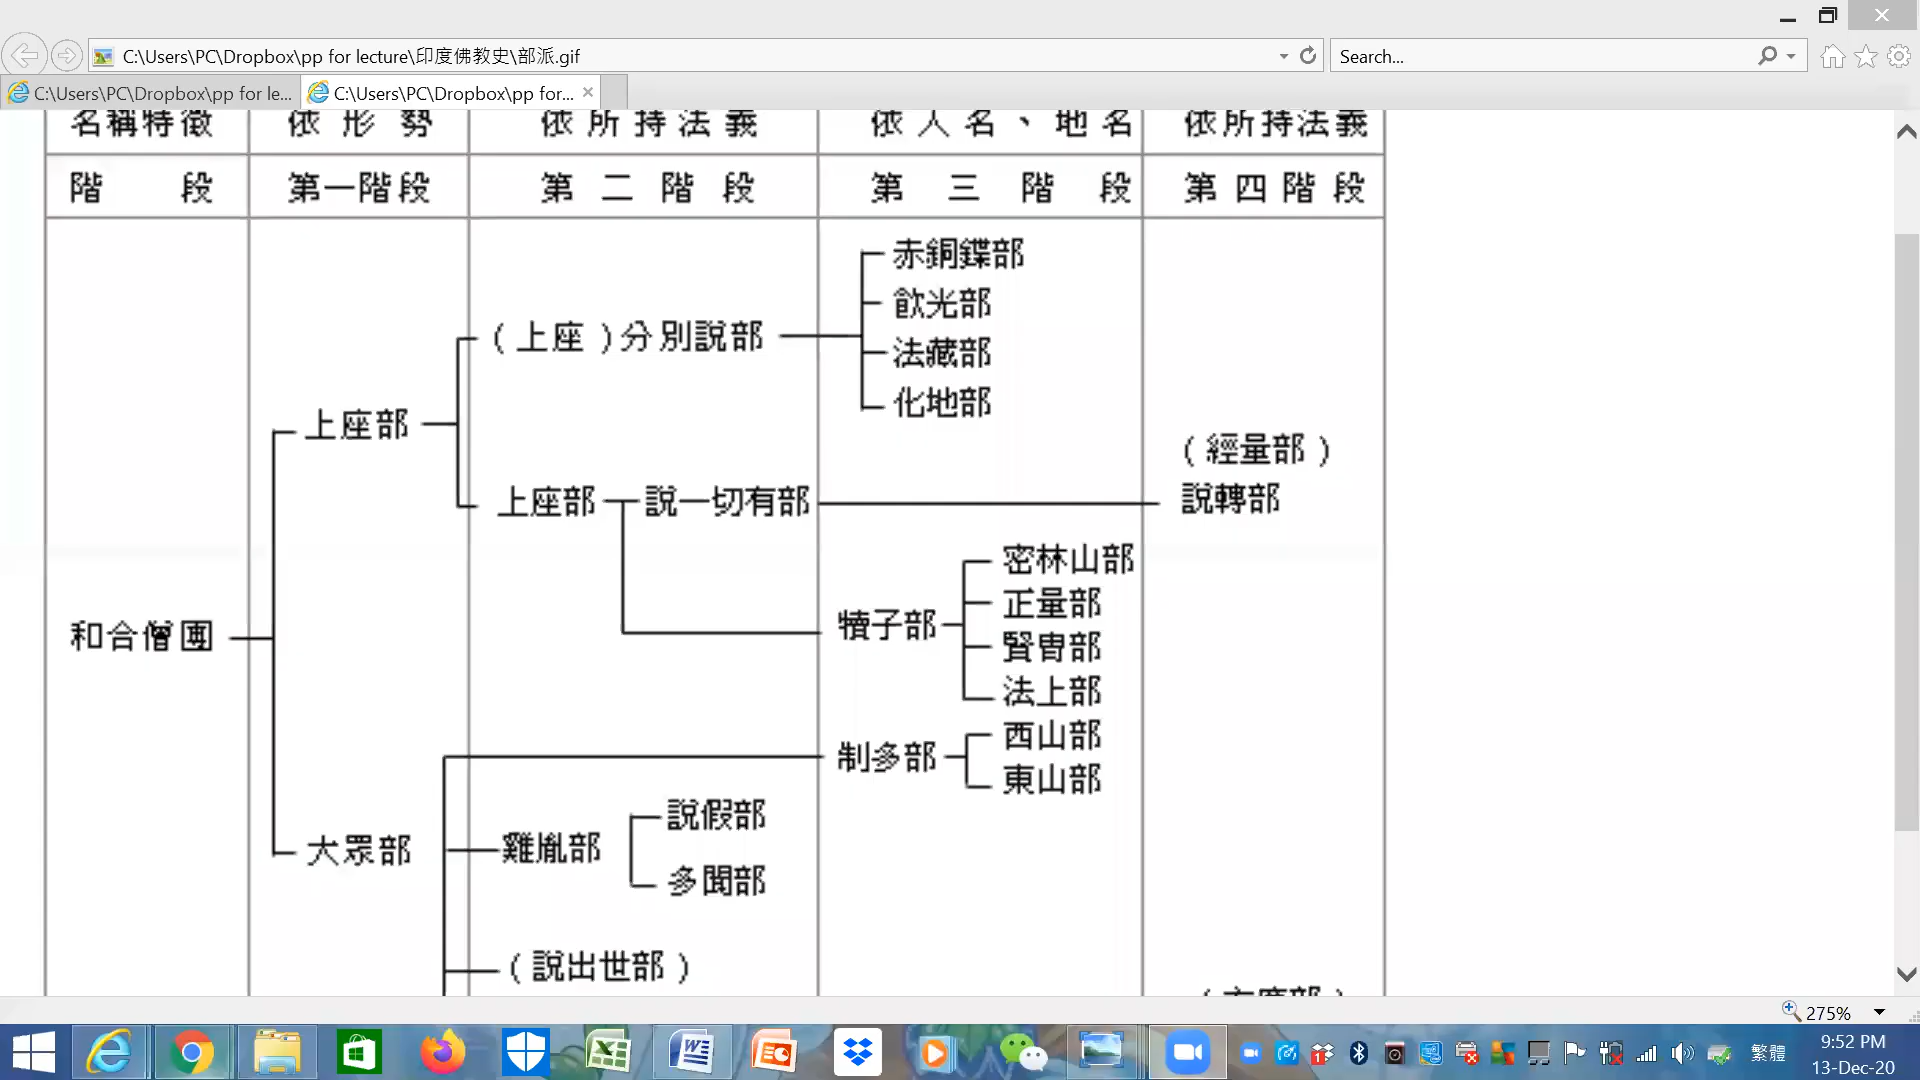 C:\Users\PC\Dropbox\pp for lecture\印度佛教史\部派.gif
Search...
C:\Users\PC\Dropbox\pp for le...
C:\Users\PC\Dropbox\pp for...
名稱特徵 依形勢 依所持法義 依人名、地名 依所持法義
階段 第一階段 第二階段 第三階段 第四階段
赤銅鍱部
飲光部
(上座)分別說部
法藏部
化地部
上座部
(經量部)
上座部 說一切有部
說轉部
密林山部
正量部
和合僧團
犢子部
賢冑部
法上部
西山部
制多部
東山部
說假部
大眾部
雞胤部
多聞部
(說出世部)
275%
9:52 PM
繁體
13-Dec-20